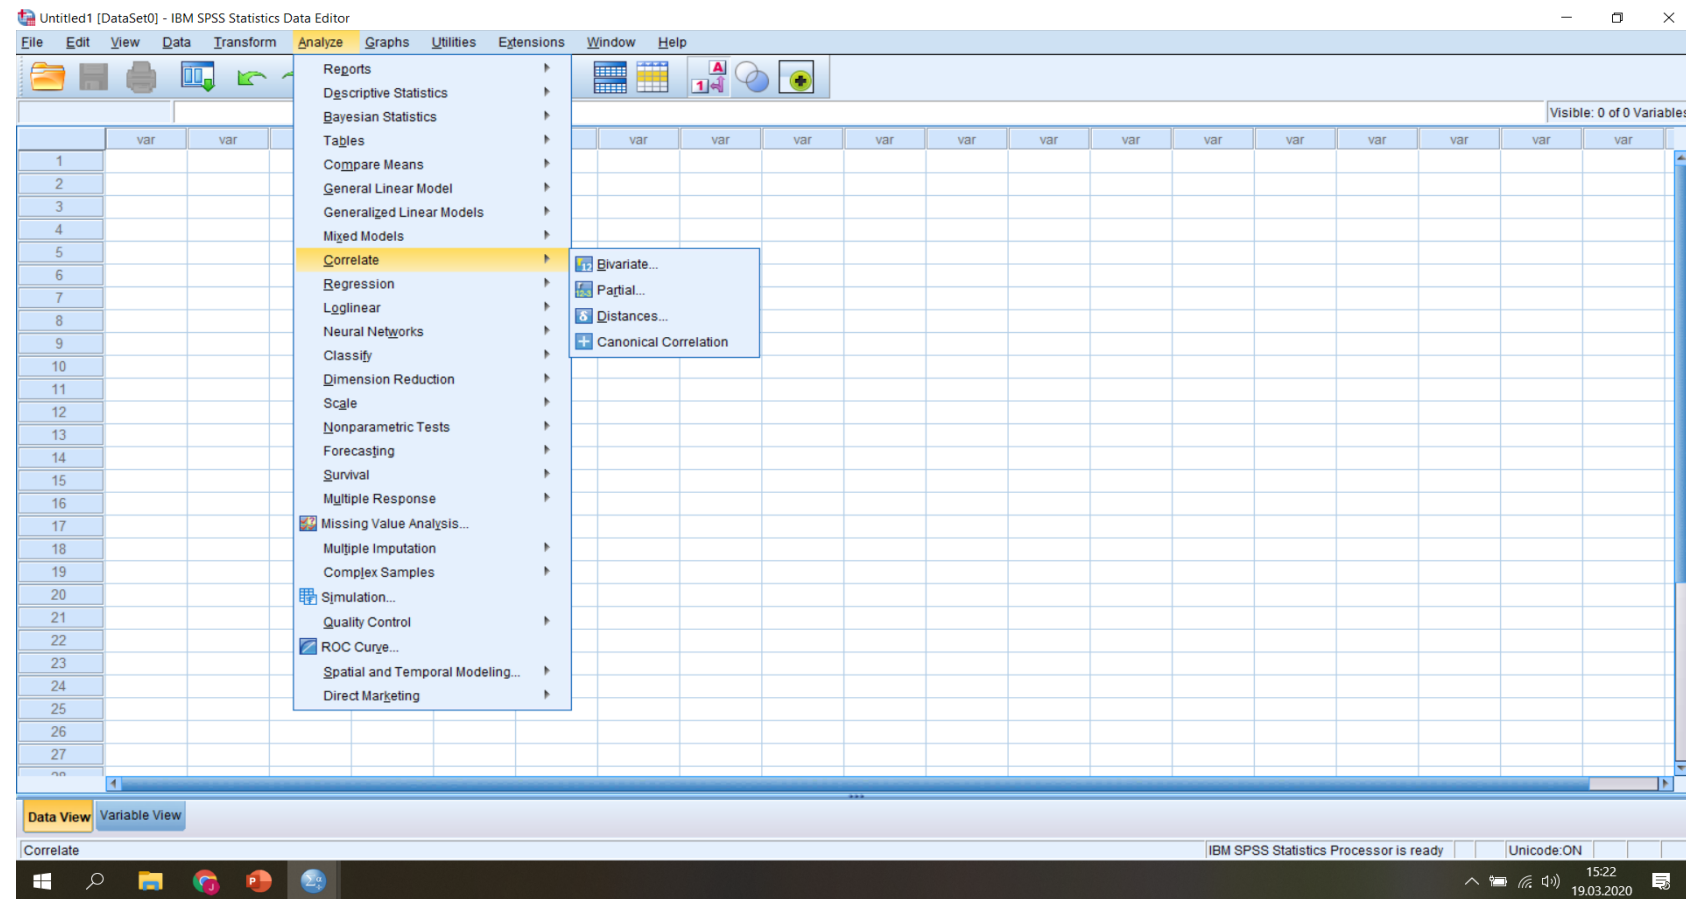 Untitled1 [DataSet0] - IBM SPSS Statistics Data Editor
File Edit View Data Transform Analyze Graphs Utilities Extensions Window Help
Visible: 0 of 0 Variables
var var var var var var var var var var var var var var var
Reports
Descriptive Statistics
Bayesian Statistics
Tables
Compare Means
General Linear Model
Generalized Linear Models
Mixed Models
Correlate
Regression
Loglinear
Neural Networks
Classify
Dimension Reduction
Scale
Nonparametric Tests
Forecasting
Survival
Multiple Response
Missing Value Analysis...
Multiple Imputation
Complex Samples
Simulation...
Quality Control
ROC Curve...
Spatial and Temporal Modeling...
Direct Marketing
Bivariate...
Partial...
Distances...
Canonical Correlation
1
2
3
4
5
6
7
8
9
10
11
12
13
14
15
16
17
18
19
20
21
22
23
24
25
26
27
Data View Variable View
Correlate IBM SPSS Statistics Processor is ready Unicode:ON
15:22
19.03.2020